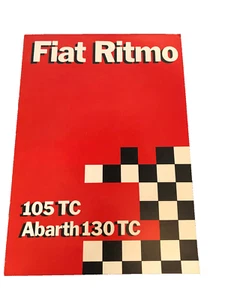 Fiat Ritmo
105 TC
Abarth 130 TC